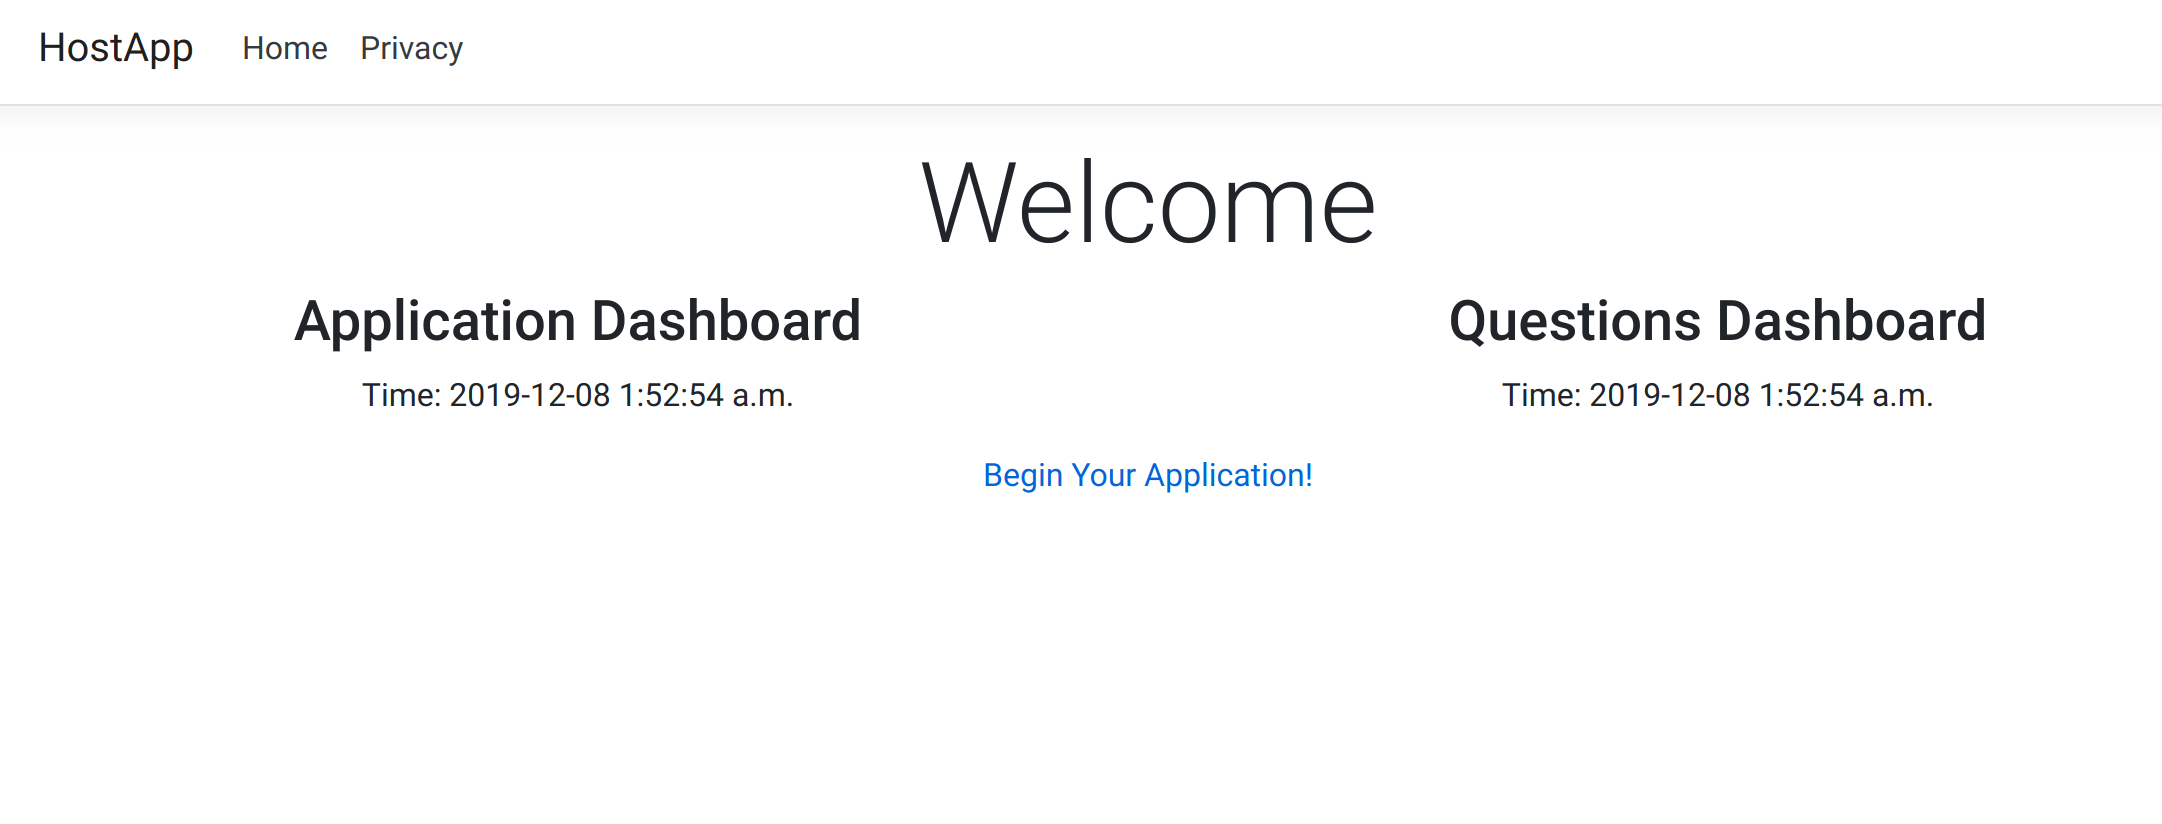 HostApp Home Privacy
Welcome
Application Dashboard
Time: 2019-12-08 1:52:54 a.m.
Questions Dashboard
Time: 2019-12-08 1:52:54 a.m.
Begin Your Application!